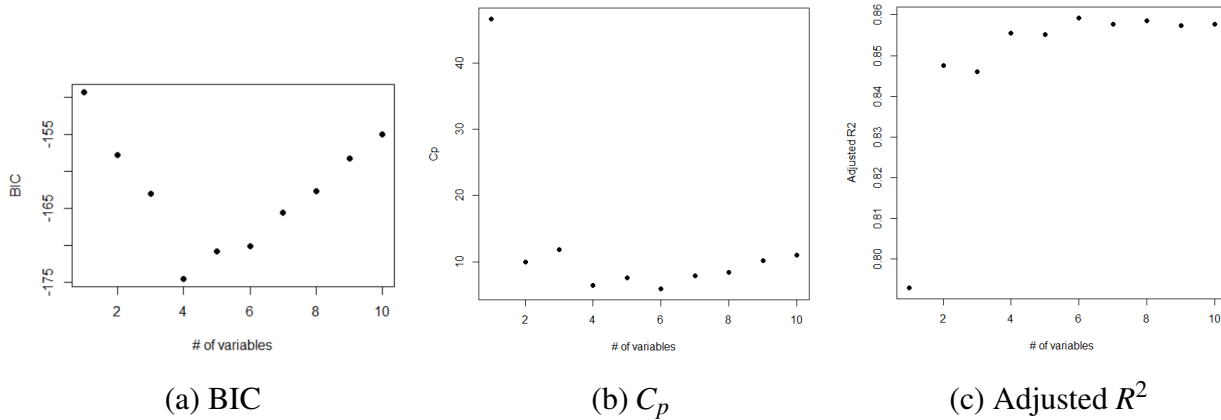 -155
-165
-175
BIC
2 4 6 8 10
# of variables
(a) BIC
40
30
20
10
Cp
2 4 6 8 10
# of variables
(b) Cp
0.86
0.85
0.84
0.83
0.82
0.81
0.80
Adjusted R2
2 4 6 8 10
# of variables
(c) Adjusted R²